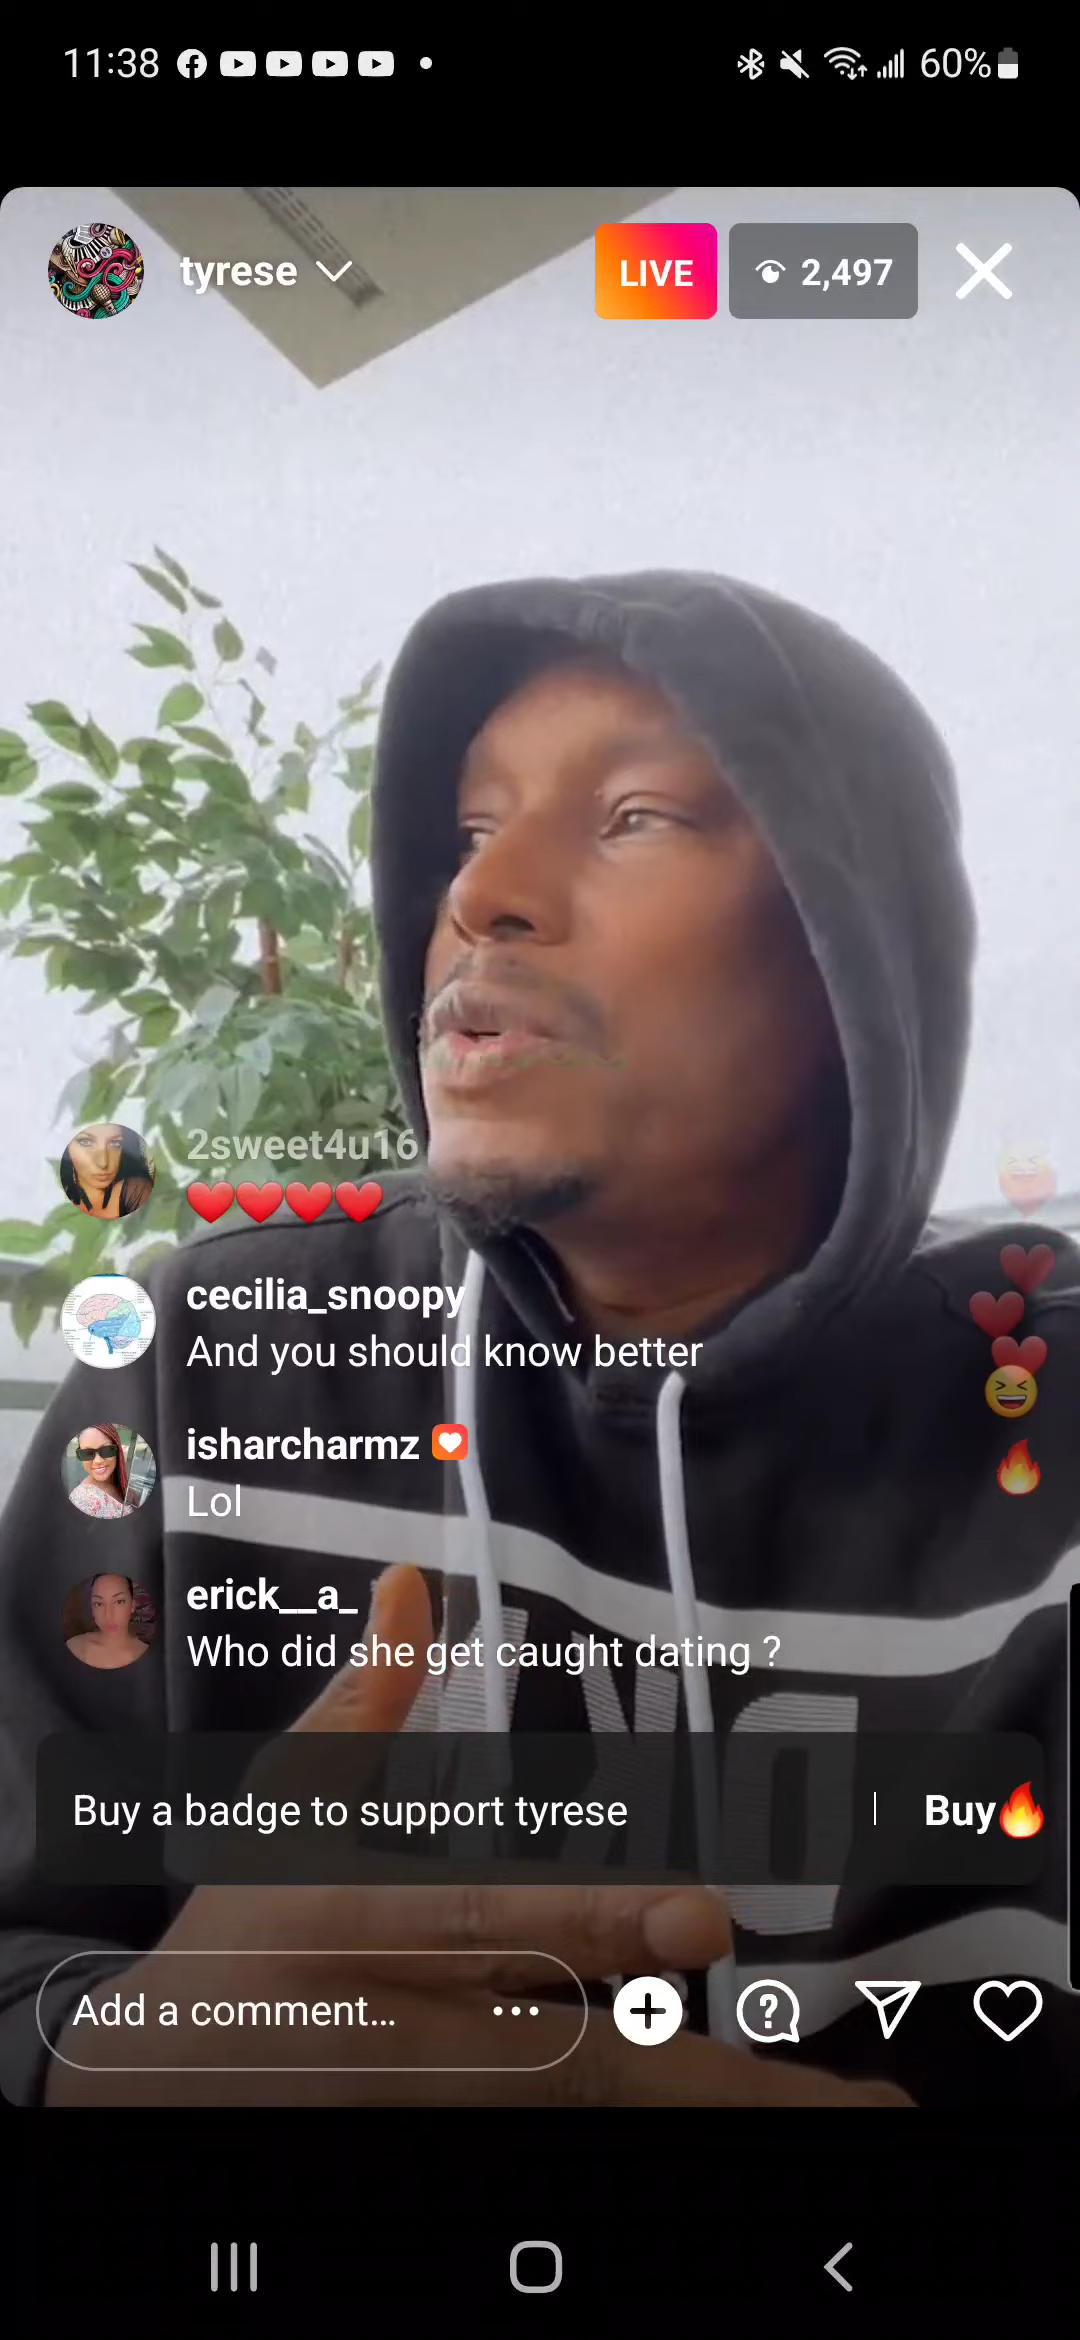 11:38
60%
tyrese
LIVE
2,497
2sweet4u16
❤️❤️❤️❤️
cecilia_snoopy
And you should know better
isharcharmz
Lol
erick__a_
Who did she get caught dating ?
Buy a badge to support tyrese
Buy
Add a comment...